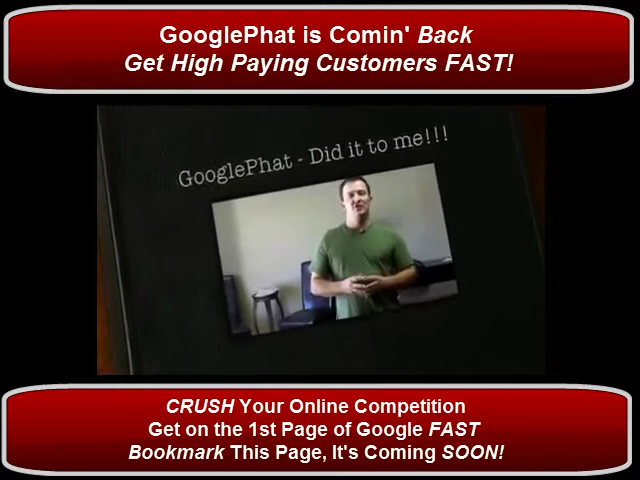 GooglePhat is Comin' Back
Get High Paying Customers FAST!
GooglePhat - Did it to me!!!
CRUSH Your Online Competition
Get on the 1st Page of Google FAST
Bookmark This Page, It's Coming SOON!